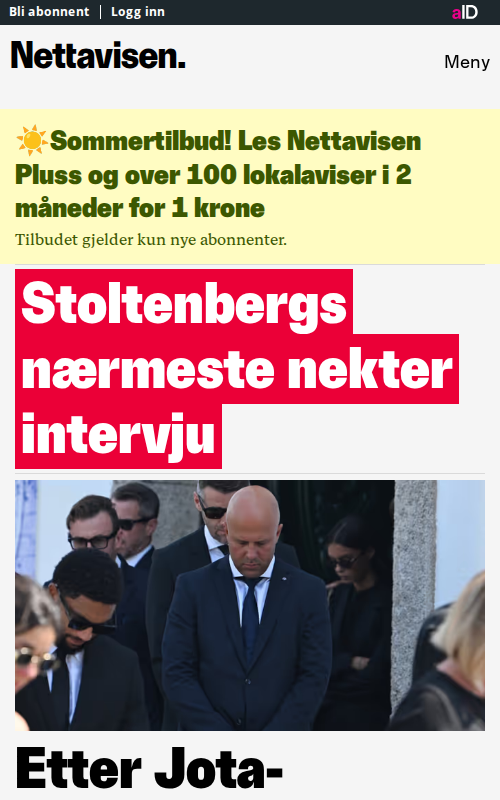 Bli abonnent
Logg inn
aID
Nettavisen.
Meny
Sommertilbud! Les Nettavisen
Pluss og over 100 lokalaviser i 2
måneder for 1 krone
Tilbudet gjelder kun nye abonnenter.
Stoltenbergs
nærmeste nekter
intervju
Etter Jota-